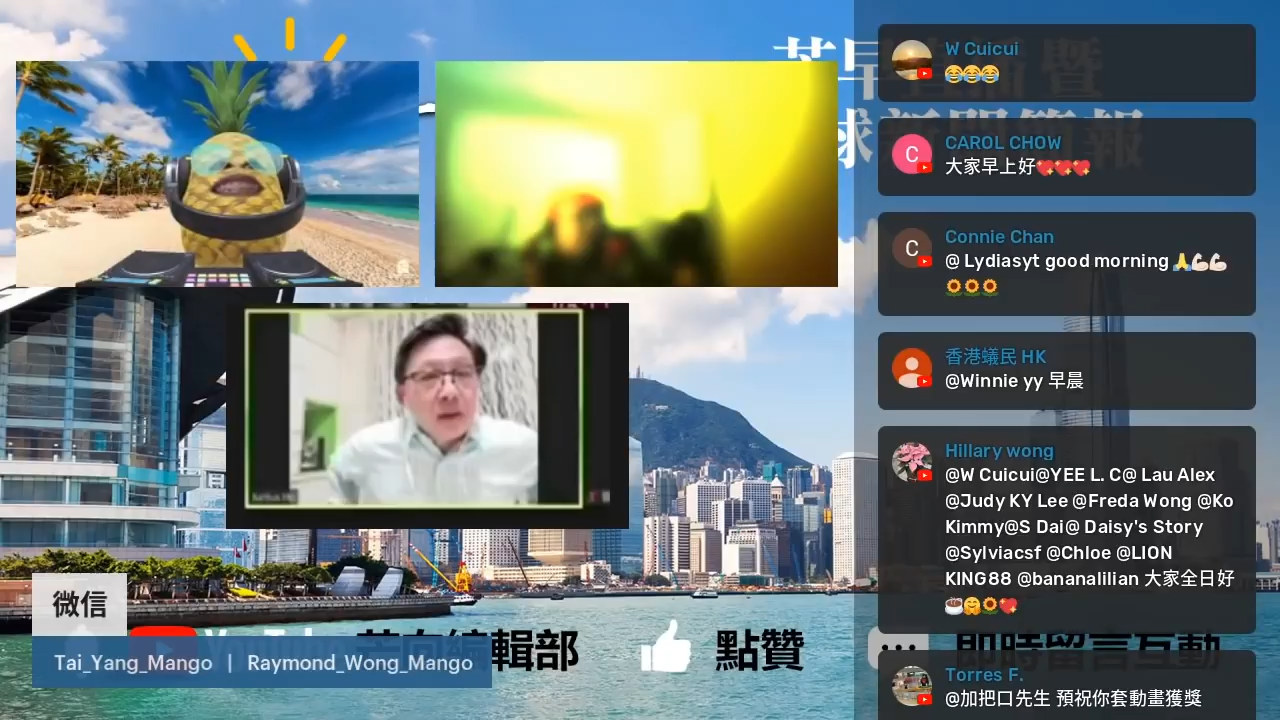 W Cuicui
😂😂😂
CAROL CHOW
大家早上好💖💖💖
Connie Chan
@ Lydiasyt good morning🙏💪🏻💪🏻
🌻🌻🌻
香港蟻民 HK
@Winnie yy 早晨
Hillary wong
@W Cuicui@YEE L. C@ Lau Alex
@Judy KY Lee @Freda Wong @Ko
Kimmy@S Dai@ Daisy's Story
@Sylviacsf @Chloe @LION
KING88 @bananalilian 大家全日好
☕🤗🌻💖
Torres F.
@加把口先生 預祝你套動畫獲獎
微信
Tai_Yang_Mango | Raymond_Wong_Mango
編輯部
點贊
即時留言互動